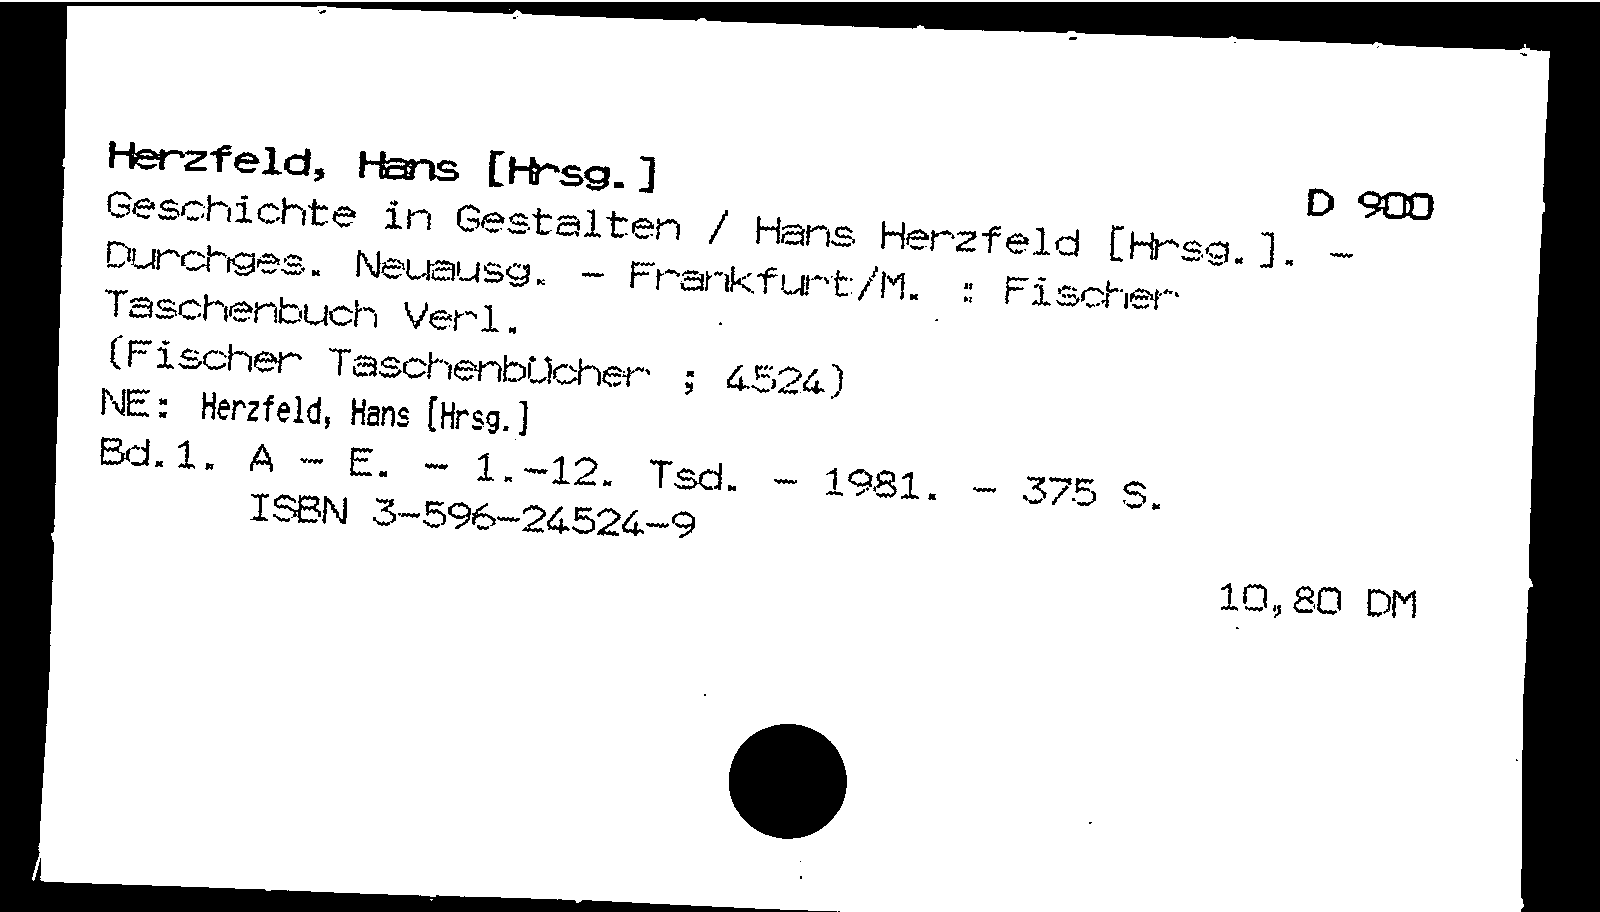 Herzfeld, Hans [Hrsg.]
D 900
Geschichte in Gestalten / Hans Herzfeld [Hrsg.]. -
Durchges. Neuausg. - Frankfurt/M. : Fischer
Taschenbuch Verl.
(Fischer Taschenbücher ; 4524)
NE: Herzfeld, Hans [Hrsg.]
Bd.1. A - E. - 1.-12. Tsd. - 1981. - 375 S.
ISBN 3-596-24524-9
10,80 DM